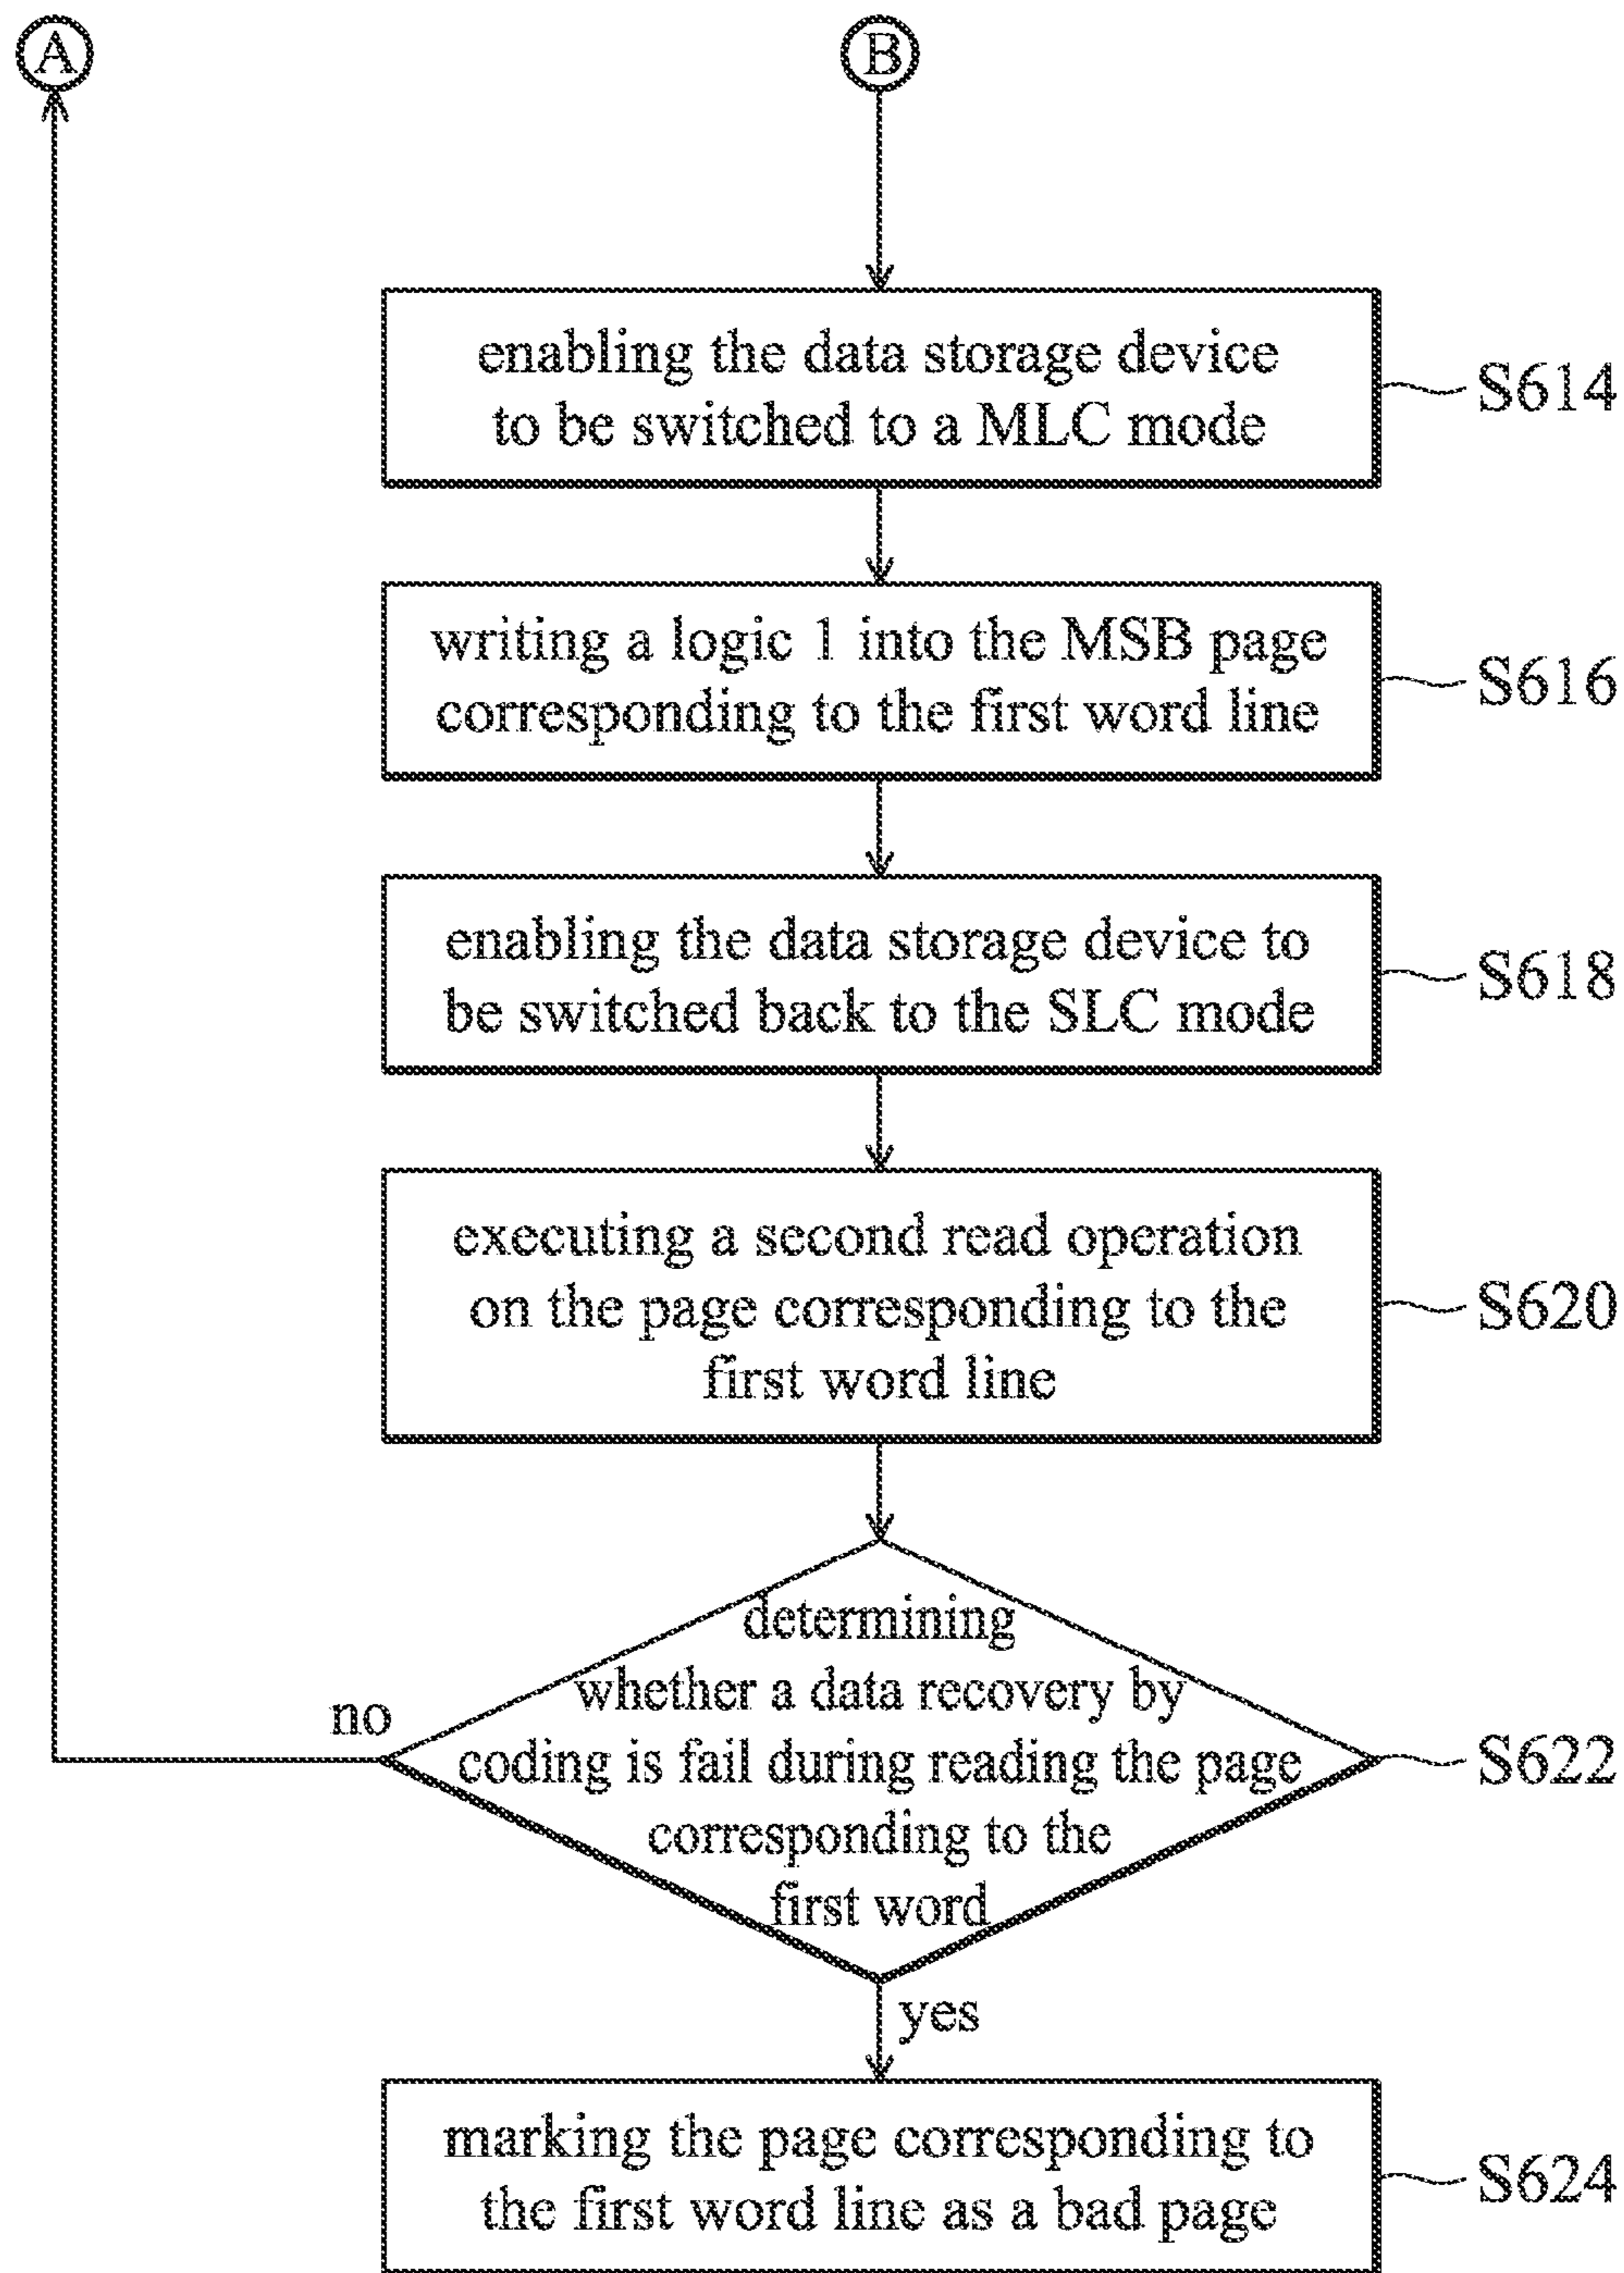 A
B
enabling the data storage device
to be switched to a MLC mode
S614
writing a logic 1 into the MSB page
corresponding to the first word line
S616
enabling the data storage device to
be switched back to the SLC mode
S618
executing a second read operation
on the page corresponding to the
first word line
S620
determining
whether a data recovery by
coding is fail during reading the page
corresponding to the
first word
no
S622
yes
marking the page corresponding to
the first word line as a bad page
S624